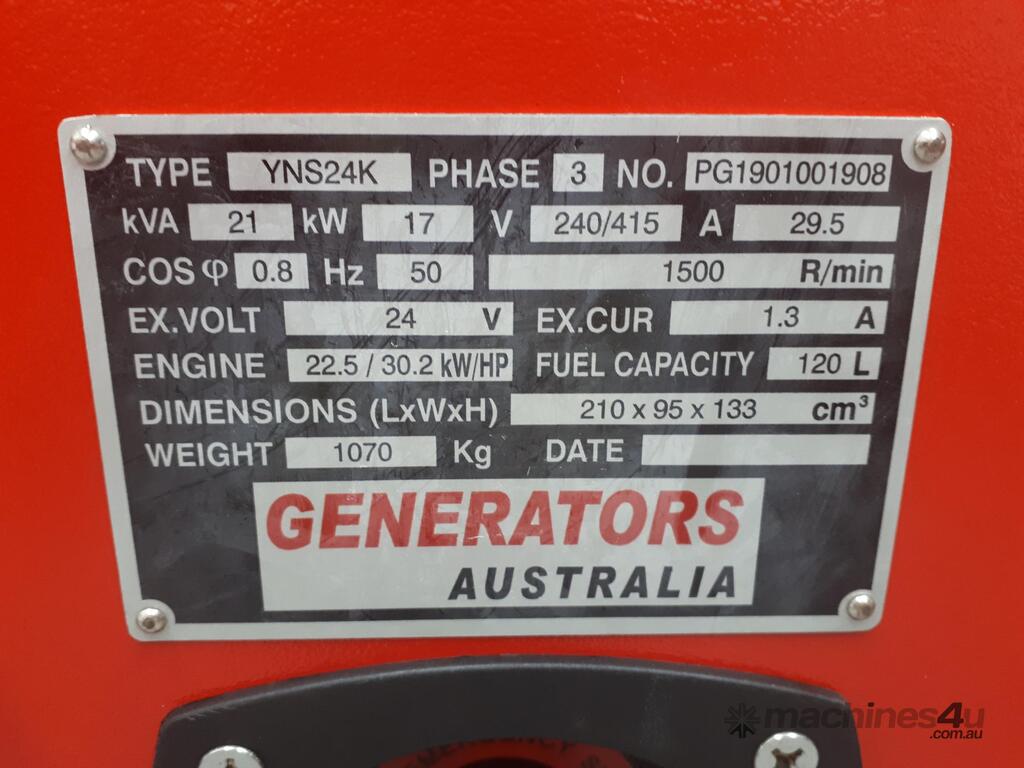 TYPE YNS24K PHASE 3 NO. PG1901001908
kVA 21 kW 17 V 240/415 A 29.5
COS φ 0.8 Hz 50 1500 R/min
EX.VOLT 24 V EX.CUR 1.3 A
ENGINE 22.5 / 30.2 kW/HP FUEL CAPACITY 120 L
DIMENSIONS (LxWxH) 210 x 95 x 133 cm³
WEIGHT 1070 Kg DATE
GENERATORS
AUSTRALIA
EMERGENCY
machines4u
.com.au